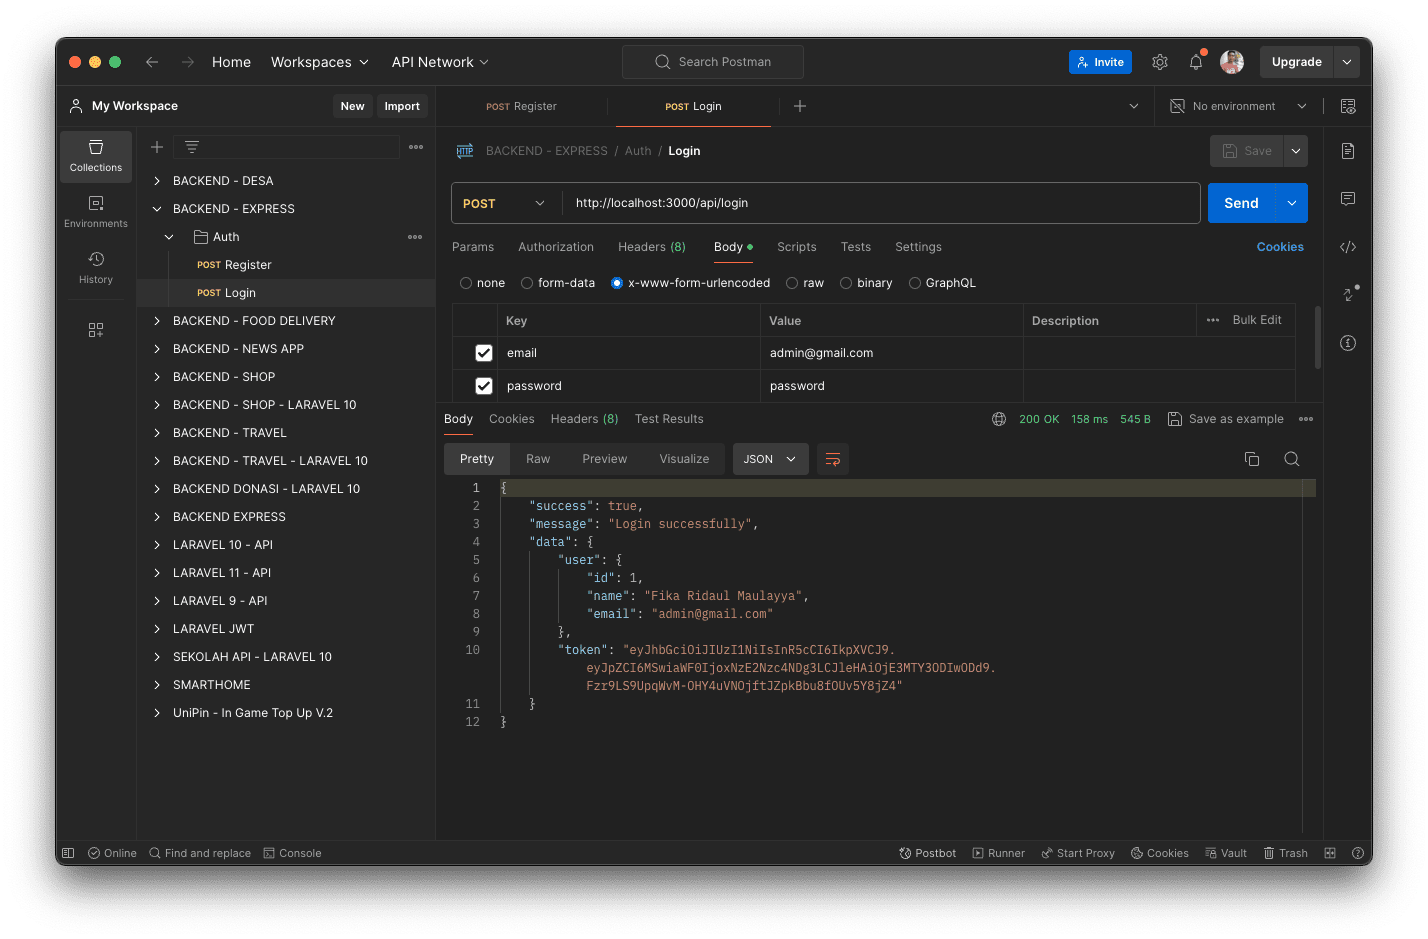 Home Workspaces API Network Search Postman Invite Upgrade
My Workspace New Import POST Register POST Login No environment
Collections
Environments
History
BACKEND - DESA
BACKEND - EXPRESS
Auth
POST Register
POST Login
BACKEND - FOOD DELIVERY
BACKEND - NEWS APP
BACKEND - SHOP
BACKEND - SHOP - LARAVEL 10
BACKEND - TRAVEL
BACKEND - TRAVEL - LARAVEL 10
BACKEND DONASI - LARAVEL 10
BACKEND EXPRESS
LARAVEL 10 - API
LARAVEL 11 - API
LARAVEL 9 - API
LARAVEL JWT
SEKOLAH API - LARAVEL 10
SMARTHOME
UniPin - In Game Top Up V.2
HTTP BACKEND - EXPRESS / Auth / Login Save
POST http://localhost:3000/api/login Send
Params Authorization Headers (8) Body Scripts Tests Settings Cookies
none form-data x-www-form-urlencoded raw binary GraphQL
Key Value Description Bulk Edit
email admin@gmail.com
password password
Body Cookies Headers (8) Test Results 200 OK 158 ms 545 B Save as example
Pretty Raw Preview Visualize JSON
1 {
2 "success": true,
3 "message": "Login successfully",
4 "data": {
5 "user": {
6 "id": 1,
7 "name": "Fika Ridaul Maulayya",
8 "email": "admin@gmail.com"
9 },
10 "token": "eyJhbGciOiJIUzI1NiIsInR5cCI6IkpXVCJ9.
eyJpZCI6MSwiaWF0IjoxNzE2Nzc4NDg3LCJleHAiOjE3MTY3ODIwODd9.
Fzr9LS9UpqWvM-OHY4uVNOjftJZpkBbu8fOUv5Y8jZ4"
11 }
12 }
Online Find and replace Console Postbot Runner Start Proxy Cookies Vault Trash